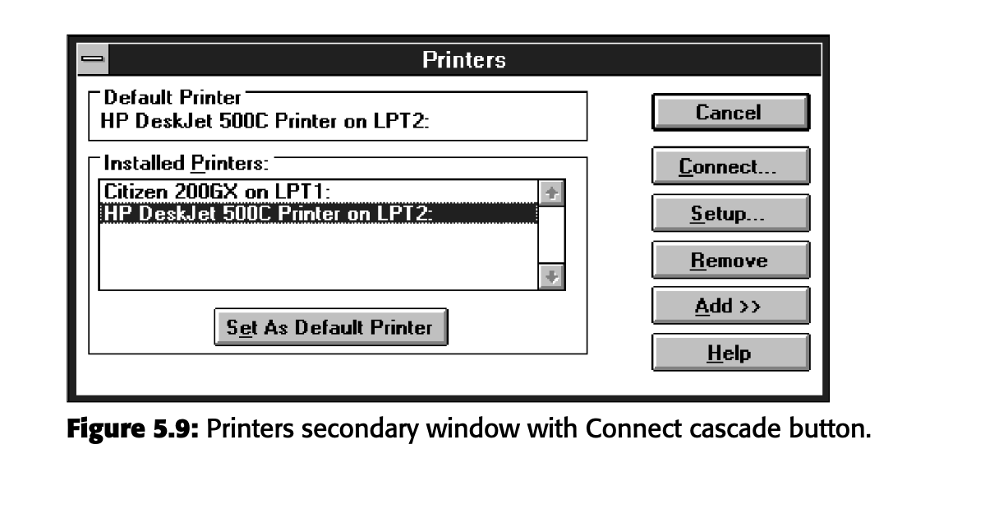 Printers
Default Printer
HP DeskJet 500C Printer on LPT2:
Installed Printers:
Citizen 200GX on LPT1:
HP DeskJet 500C Printer on LPT2:
Set As Default Printer
Cancel
Connect...
Setup...
Remove
Add >>
Help
Figure 5.9: Printers secondary window with Connect cascade button.